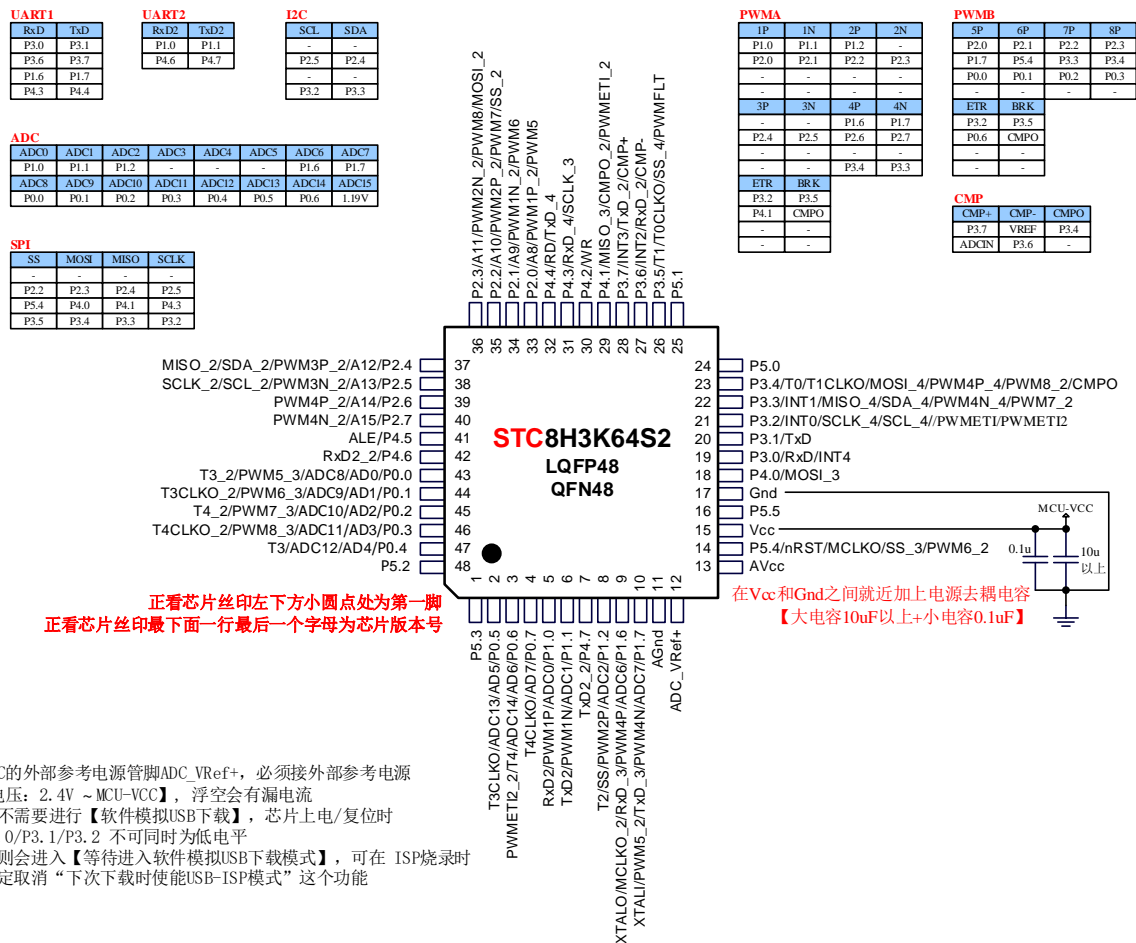 UART1
RxD TxD
P3.0 P3.1
P3.6 P3.7
P1.6 P1.7
P4.3 P4.4
UART2
RxD2 TxD2
P1.0 P1.1
P4.6 P4.7
I2C
SCL SDA
- -
P2.5 P2.4
- -
P3.2 P3.3
ADC
ADC0 ADC1 ADC2 ADC3 ADC4 ADC5 ADC6 ADC7
P1.0 P1.1 P1.2 - - - P1.6 P1.7
ADC8 ADC9 ADC10 ADC11 ADC12 ADC13 ADC14 ADC15
P0.0 P0.1 P0.2 P0.3 P0.4 P0.5 P0.6 1.19V
SPI
SS MOSI MISO SCLK
- - - -
P2.2 P2.3 P2.4 P2.5
P5.4 P4.0 P4.1 P4.3
P3.5 P3.4 P3.3 P3.2
PWMA
1P 1N 2P 2N
P1.0 P1.1 P1.2 -
P2.0 P2.1 P2.2 P2.3
- - - -
- - - -
3P 3N 4P 4N
- - P1.6 P1.7
P2.4 P2.5 P2.6 P2.7
- - - -
- - P3.4 P3.3
ETR BRK
P3.2 P3.5
P4.1 CMPO
- -
- -
PWMB
5P 6P 7P 8P
P2.0 P2.1 P2.2 P2.3
P1.7 P5.4 P3.3 P3.4
P0.0 P0.1 P0.2 P0.3
- - - -
ETR BRK
P3.2 P3.5
P0.6 CMPO
- -
- -
CMP
CMP+ CMP- CMPO
P3.7 VREF P3.4
ADCIN P3.6 -
P2.3/A11/PWM2N_2/PWM8/MOSI_2
P2.2/A10/PWM2P_2/PWM7/SS_2
P2.1/A9/PWM1N_2/PWM6
P2.0/A8/PWM1P_2/PWM5
P4.4/RD/TxD_4
P4.3/RxD_4/SCLK_3
P4.2/WR
P4.1/MISO_3/CMPO_2/PWMETI_2
P3.7/INT3/TxD_2/CMP+
P3.6/INT2/RxD_2/CMP-
P3.5/T1/T0CLKO/SS_4/PWMFLT
P5.1
36 35 34 33 32 31 30 29 28 27 26 25
MISO_2/SDA_2/PWM3P_2/A12/P2.4 37
SCLK_2/SCL_2/PWM3N_2/A13/P2.5 38
PWM4P_2/A14/P2.6 39
PWM4N_2/A15/P2.7 40
ALE/P4.5 41
RxD2_2/P4.6 42
T3_2/PWM5_3/ADC8/AD0/P0.0 43
T3CLKO_2/PWM6_3/ADC9/AD1/P0.1 44
T4_2/PWM7_3/ADC10/AD2/P0.2 45
T4CLKO_2/PWM8_3/ADC11/AD3/P0.3 46
T3/ADC12/AD4/P0.4 47
P5.2 48
STC8H3K64S2
LQFP48
QFN48
24 P5.0
23 P3.4/T0/T1CLKO/MOSI_4/PWM4P_4/PWM8_2/CMPO
22 P3.3/INT1/MISO_4/SDA_4/PWM4N_4/PWM7_2
21 P3.2/INT0/SCLK_4/SCL_4//PWMETI/PWMETI2
20 P3.1/TxD
19 P3.0/RxD/INT4
18 P4.0/MOSI_3
17 Gnd
16 P5.5
15 Vcc
14 P5.4/nRST/MCLKO/SS_3/PWM6_2
13 AVcc
MCU-VCC
0.1u
10u
以上
1 2 3 4 5 6 7 8 9 10 11 12
P5.3
T3CLKO/ADC13/AD5/P0.5
PWMETI2_2/T4/ADC14/AD6/P0.6
T4CLKO/AD7/P0.7
RxD2/PWM1P/ADC0/P1.0
TxD2/PWM1N/ADC1/P1.1
TxD2_2/P4.7
T2/SS/PWM2P/ADC2/P1.2
XTALO/MCLKO_2/RxD_3/PWM4P/ADC6/P1.6
XTALI/PWM5_2/TxD_3/PWM4N/ADC7/P1.7
AGnd
ADC_VRef+
正看芯片丝印左下方小圆点处为第一脚
正看芯片丝印最下面一行最后一个字母为芯片版本号
在Vcc和Gnd之间就近加上电源去耦电容
【大电容10uF以上+小电容0.1uF】
C的外部参考电源管脚ADC_VRef+, 必须接外部参考电源
电压: 2.4V ~ MCU-VCC】, 浮空会有漏电流
不需要进行【软件模拟USB下载】, 芯片上电/复位时
0/P3.1/P3.2 不可同时为低电平
则会进入【等待进入软件模拟USB下载模式】, 可在 ISP烧录时
定取消“下次下载时使能USB-ISP模式”这个功能